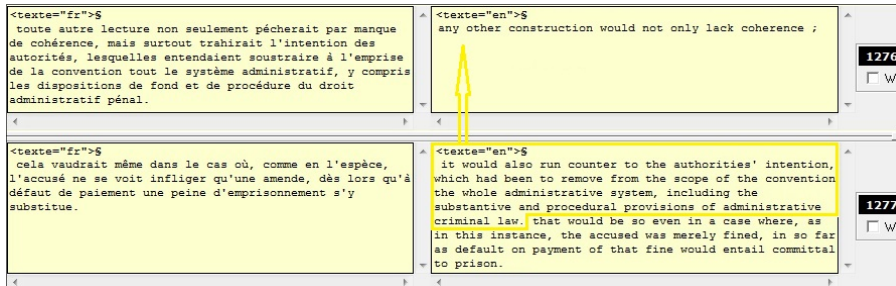 <texte="fr">§
toute autre lecture non seulement pécherait par manque
de cohérence, mais surtout trahirait l'intention des
autorités, lesquelles entendaient soustraire à l'emprise
de la convention tout le système administratif, y compris
les dispositions de fond et de procédure du droit
administratif pénal.
<texte="en">§
any other construction would not only lack coherence ;
1276
W
<texte="fr">§
cela vaudrait même dans le cas où, comme en l'espèce,
l'accusé ne se voit infliger qu'une amende, dès lors qu'à
défaut de paiement une peine d'emprisonnement s'y
substitue.
<texte="en">§
it would also run counter to the authorities' intention,
which had been to remove from the scope of the convention
the whole administrative system, including the
substantive and procedural provisions of administrative
criminal law. that would be so even in a case where, as
in this instance, the accused was merely fined, in so far
as default on payment of that fine would entail committal
to prison.
1277
W